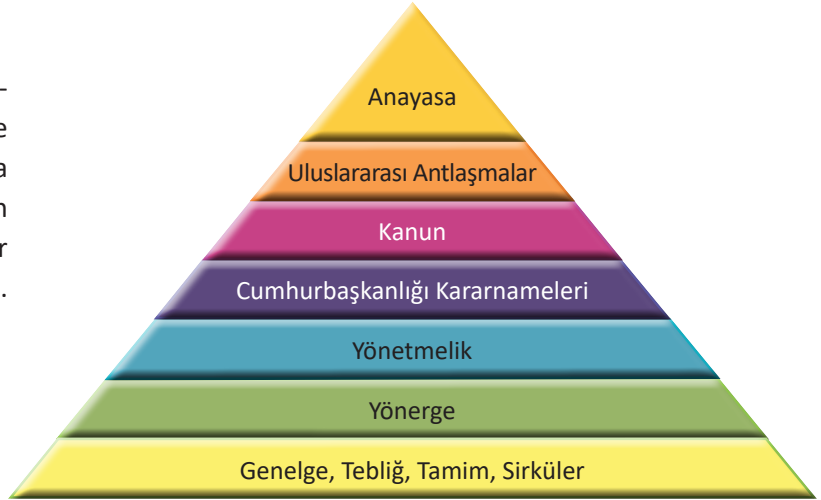 Anayasa
Uluslararası Antlaşmalar
Kanun
Cumhurbaşkanlığı Kararnameleri
Yönetmelik
Yönerge
Genelge, Tebliğ, Tamim, Sirküler